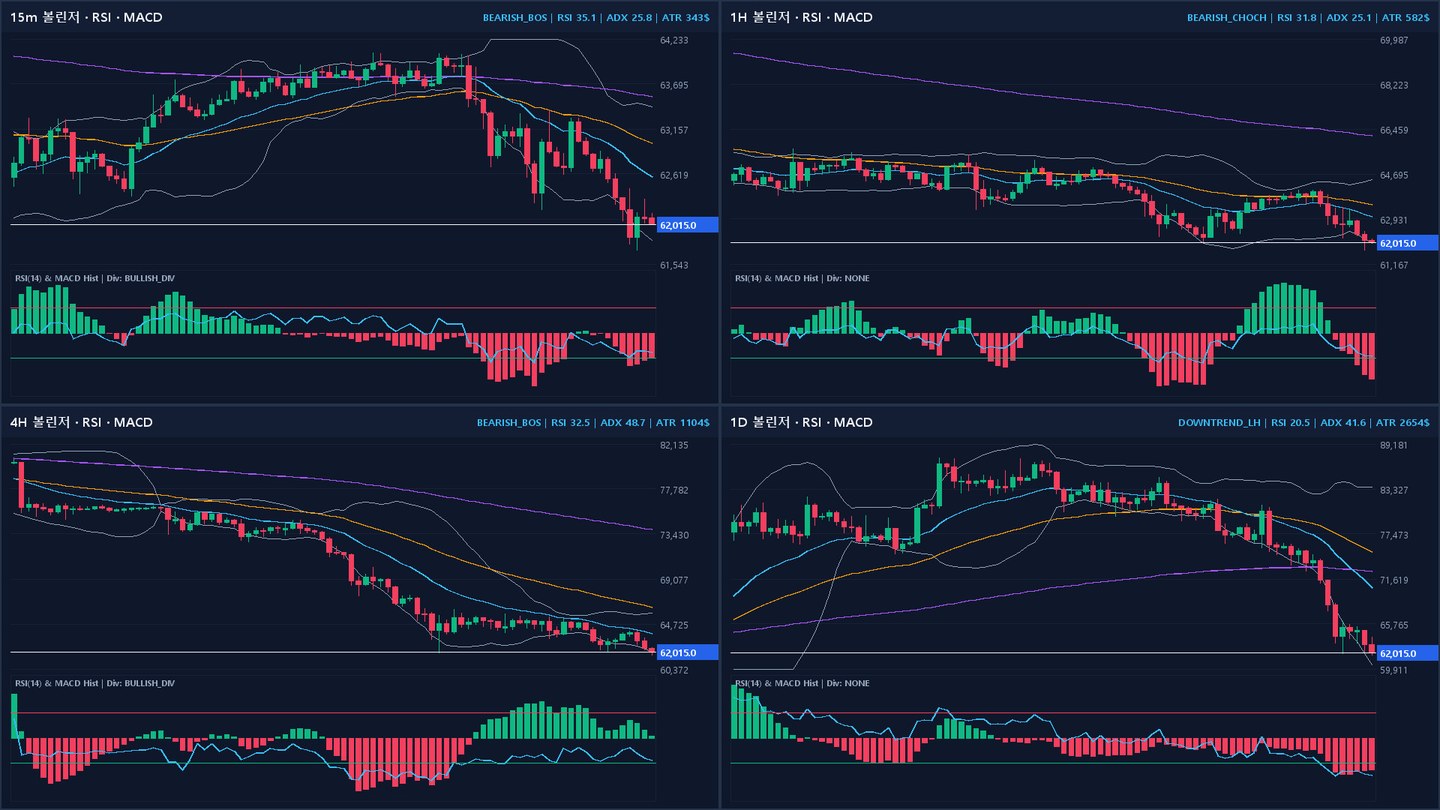 15m 볼린저 · RSI · MACD
BEARISH_BOS | RSI 35.1 | ADX 25.8 | ATR 343$
64,233
63,695
63,157
62,619
62,015.0
61,543
RSI(14) & MACD Hist | Div: BULLISH_DIV
1H 볼린저 · RSI · MACD
BEARISH_CHOCH | RSI 31.8 | ADX 25.1 | ATR 582$
69,987
68,223
66,459
64,695
62,931
62,015.0
61,167
RSI(14) & MACD Hist | Div: NONE
4H 볼린저 · RSI · MACD
BEARISH_BOS | RSI 32.5 | ADX 48.7 | ATR 1104$
82,135
77,782
73,430
69,077
64,725
62,015.0
60,372
RSI(14) & MACD Hist | Div: BULLISH_DIV
1D 볼린저 · RSI · MACD
DOWNTREND_LH | RSI 20.5 | ADX 41.6 | ATR 2654$
89,181
83,327
77,473
71,619
65,765
62,015.0
59,911
RSI(14) & MACD Hist | Div: NONE